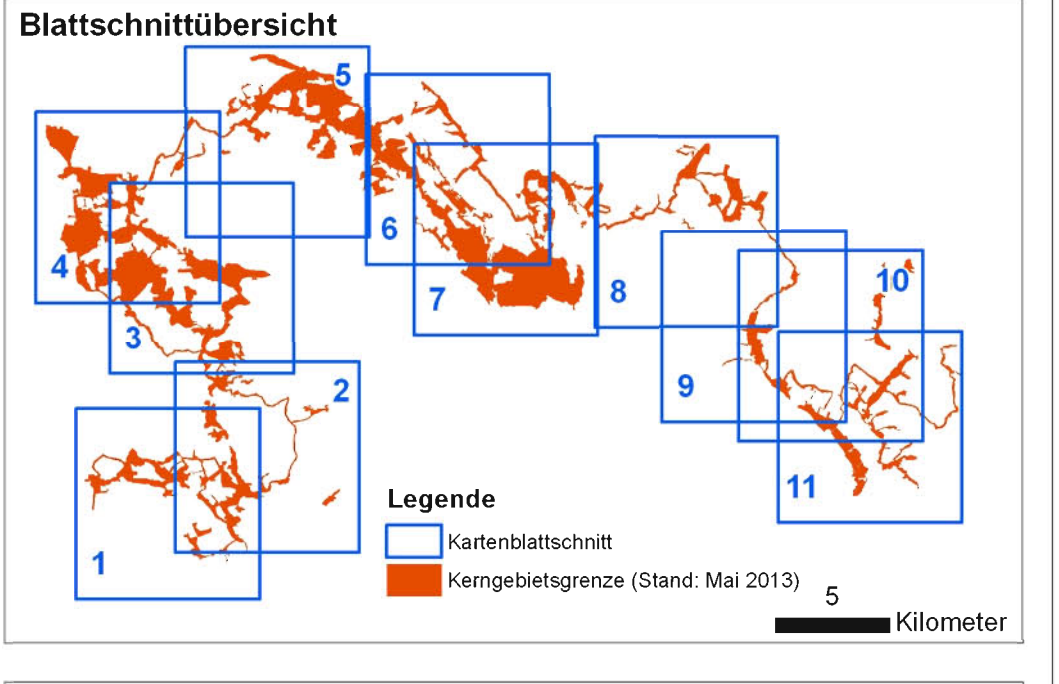 Blattschnittübersicht
5
4
6
7
8
10
3
9
2
11
1
Legende
Kartenblattschnitt
Kerngebietsgrenze (Stand: Mai 2013)
5
Kilometer